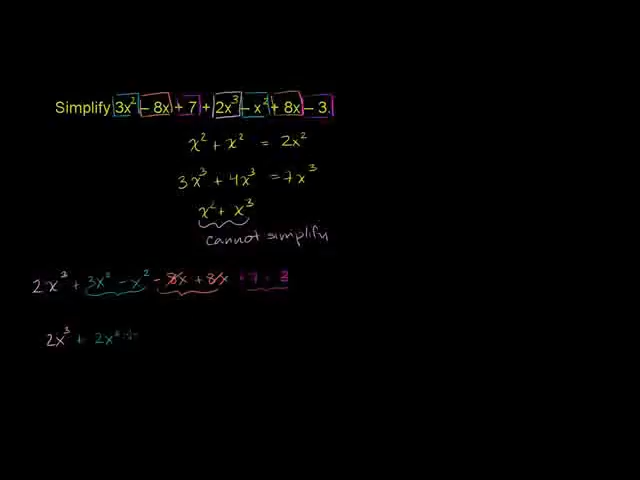 Simplify 3x² − 8x + 7 + 2x³ − x² + 8x − 3.
x² + x² = 2x²
3x³ + 4x³ = 7x³
x² + x³
cannot simplify
2x³ + 3x² − x² − 8x + 8x + 7 − 3
2x³ + 2x² +